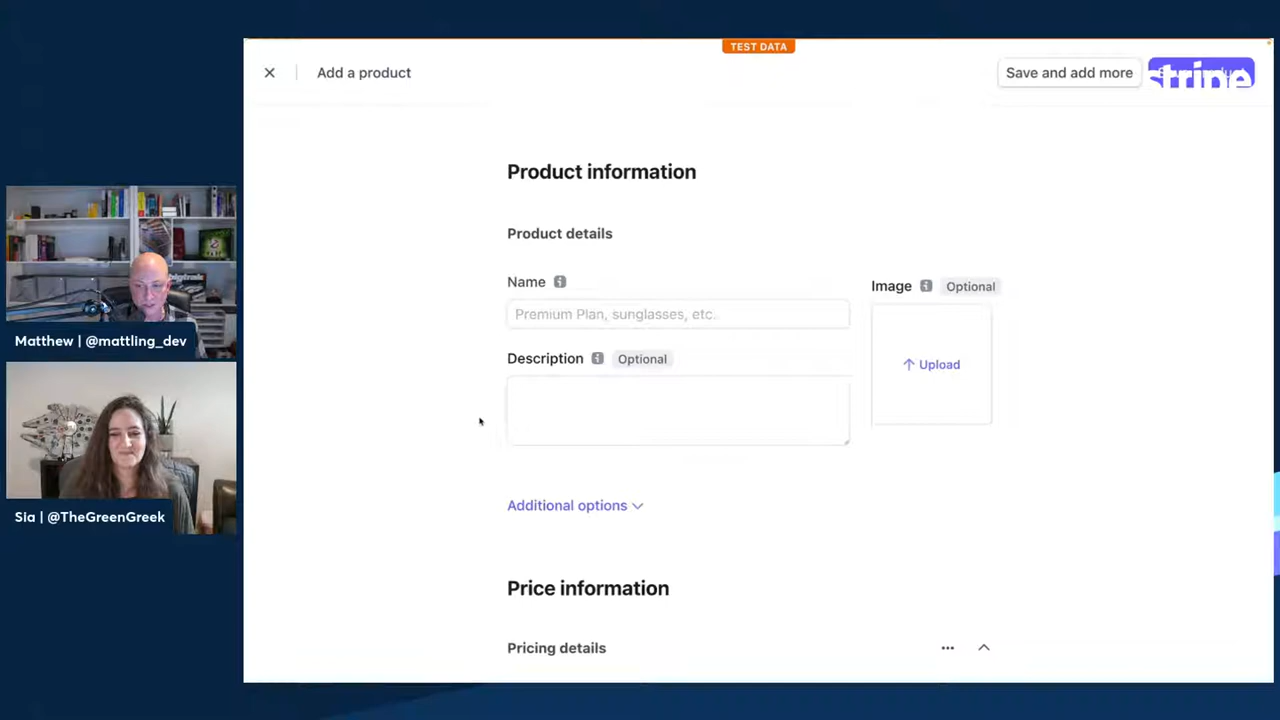 TEST DATA
Add a product
Save and add more
stripe
Product information
Product details
Name
Image Optional
Premium Plan, sunglasses, etc.
Description Optional
Upload
Matthew | @mattling_dev
Additional options
Sia | @TheGreenGreek
Price information
Pricing details